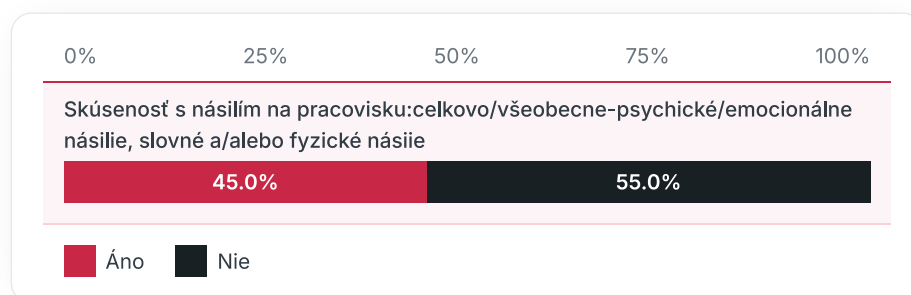 0% 25% 50% 75% 100%
Skúsenosť s násilím na pracovisku:celkovo/všeobecne-psychické/emocionálne
násilie, slovné a/alebo fyzické násiie
45.0% 55.0%
Áno Nie